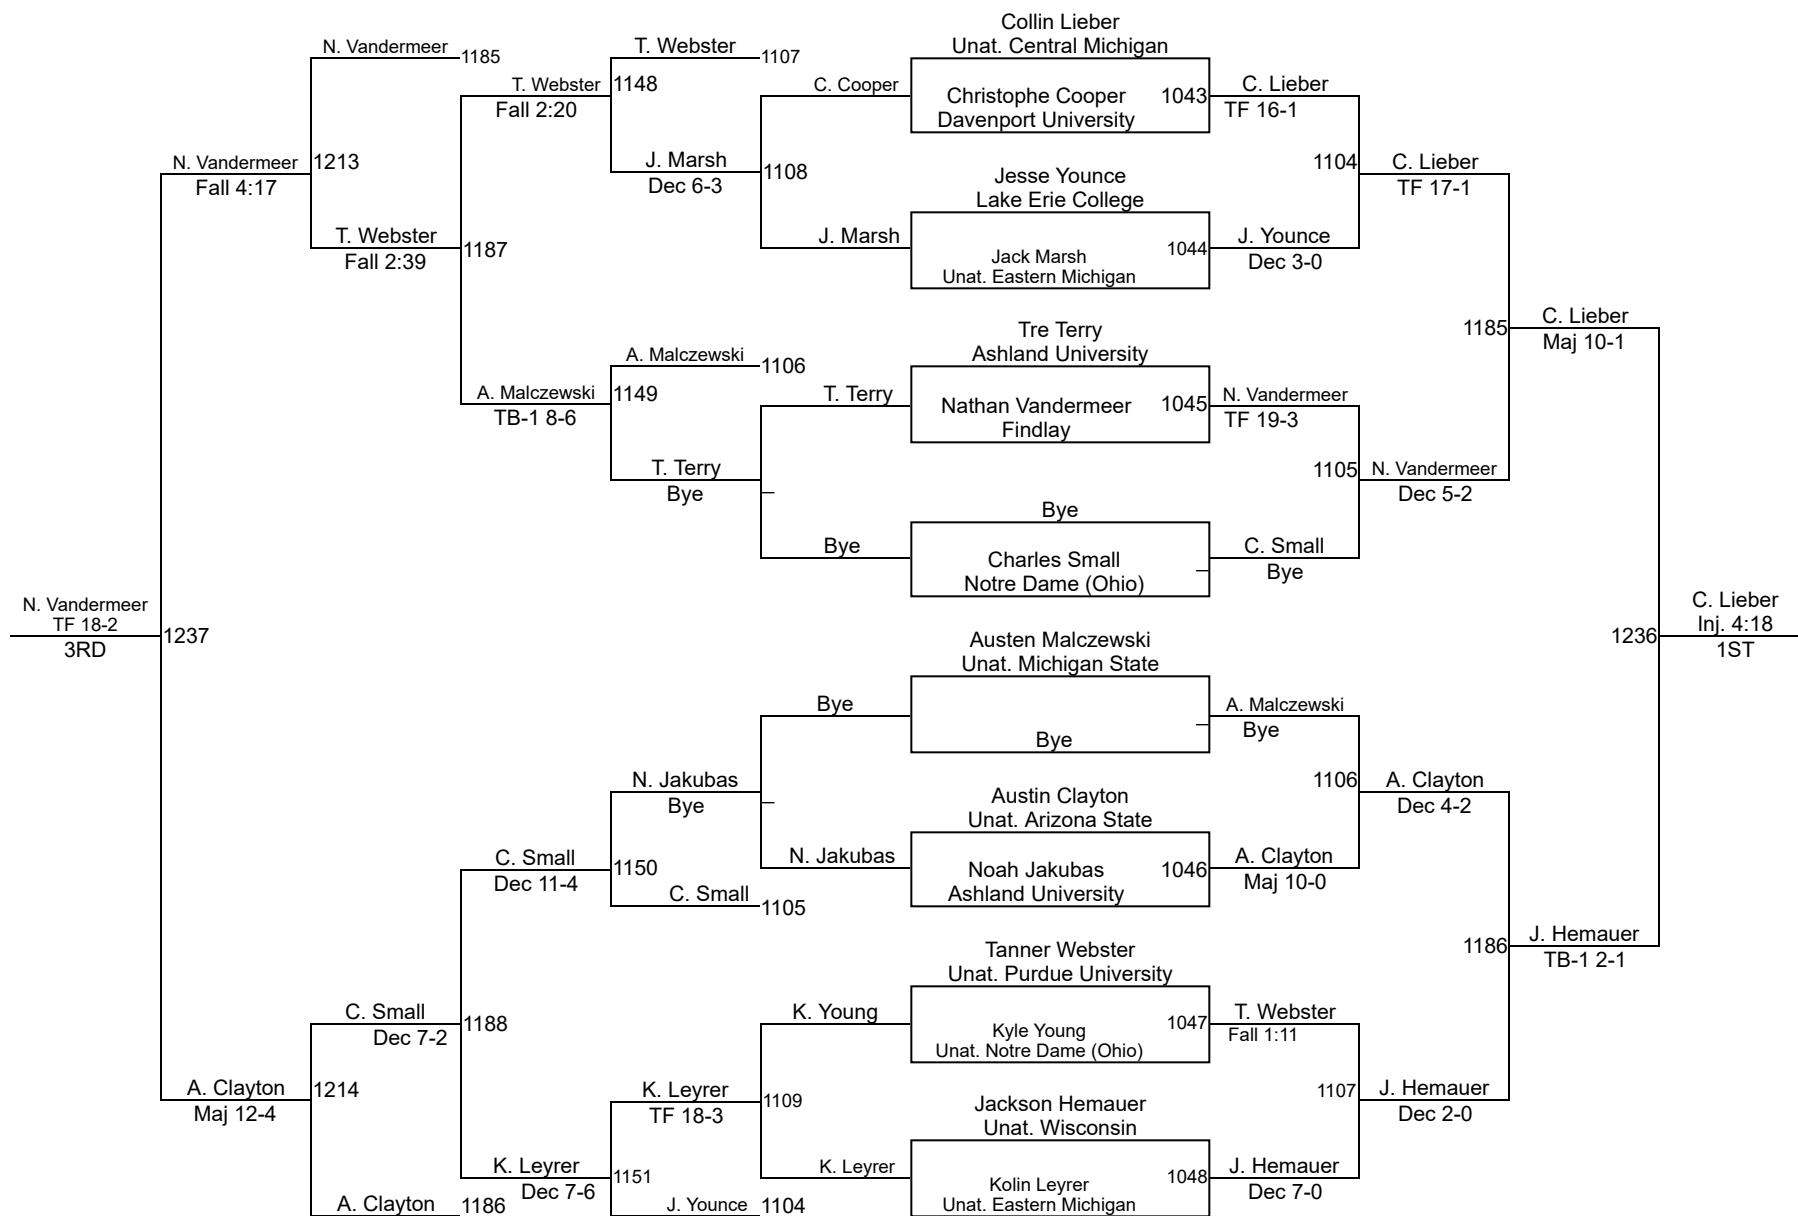 Collin Lieber
Unat. Central Michigan
N. Vandermeer
1185
T. Webster
1107
T. Webster
Fall 2:20
1148
C. Cooper
Christophe Cooper
Davenport University
1043
C. Lieber
TF 16-1
N. Vandermeer
Fall 4:17
1213
J. Marsh
Dec 6-3
1108
Jesse Younce
Lake Erie College
1104
C. Lieber
TF 17-1
T. Webster
Fall 2:39
1187
J. Marsh
Jack Marsh
Unat. Eastern Michigan
1044
J. Younce
Dec 3-0
Tre Terry
Ashland University
1185
C. Lieber
Maj 10-1
A. Malczewski
1106
A. Malczewski
TB-1 8-6
1149
T. Terry
Nathan Vandermeer
Findlay
1045
N. Vandermeer
TF 19-3
T. Terry
Bye
1105
N. Vandermeer
Dec 5-2
Bye
Bye
Charles Small
Notre Dame (Ohio)
C. Small
Bye
N. Vandermeer
TF 18-2
3RD
1237
Austen Malczewski
Unat. Michigan State
1236
C. Lieber
Inj. 4:18
1ST
Bye
Bye
A. Malczewski
Bye
N. Jakubas
Bye
Austin Clayton
Unat. Arizona State
1106
A. Clayton
Dec 4-2
C. Small
Dec 11-4
1150
N. Jakubas
Noah Jakubas
Ashland University
1046
A. Clayton
Maj 10-0
C. Small
1105
Tanner Webster
Unat. Purdue University
1186
J. Hemauer
TB-1 2-1
C. Small
Dec 7-2
1188
K. Young
Kyle Young
Unat. Notre Dame (Ohio)
1047
T. Webster
Fall 1:11
A. Clayton
Maj 12-4
1214
K. Leyrer
TF 18-3
1109
Jackson Hemauer
Unat. Wisconsin
1107
J. Hemauer
Dec 2-0
K. Leyrer
Dec 7-6
1151
K. Leyrer
Kolin Leyrer
Unat. Eastern Michigan
1048
J. Hemauer
Dec 7-0
A. Clayton
1186
J. Younce
1104